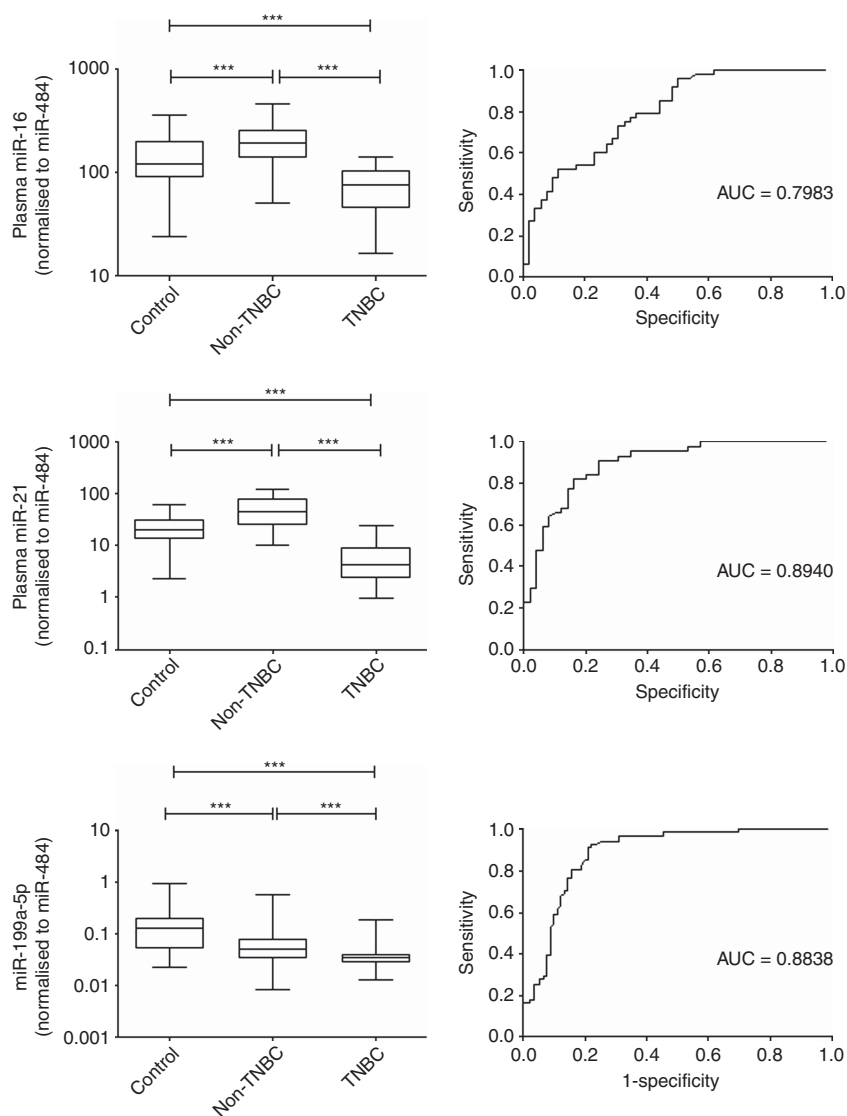 ***
*** ***
Plasma miR-16
(normalised to miR-484)
1000
100
10
Control
Non-TNBC
TNBC
Sensitivity
1.0
0.8
0.6
0.4
0.2
0.0
AUC = 0.7983
0.0 0.2 0.4 0.6 0.8 1.0
Specificity
***
*** ***
Plasma miR-21
(normalised to miR-484)
1000
100
10
1
0.1
Control
Non-TNBC
TNBC
Sensitivity
1.0
0.8
0.6
0.4
0.2
0.0
AUC = 0.8940
0.0 0.2 0.4 0.6 0.8 1.0
Specificity
***
*** ***
miR-199a-5p
(normalised to miR-484)
10
1
0.1
0.01
0.001
Control
Non-TNBC
TNBC
Sensitivity
1.0
0.8
0.6
0.4
0.2
0.0
AUC = 0.8838
0.0 0.2 0.4 0.6 0.8 1.0
1-specificity